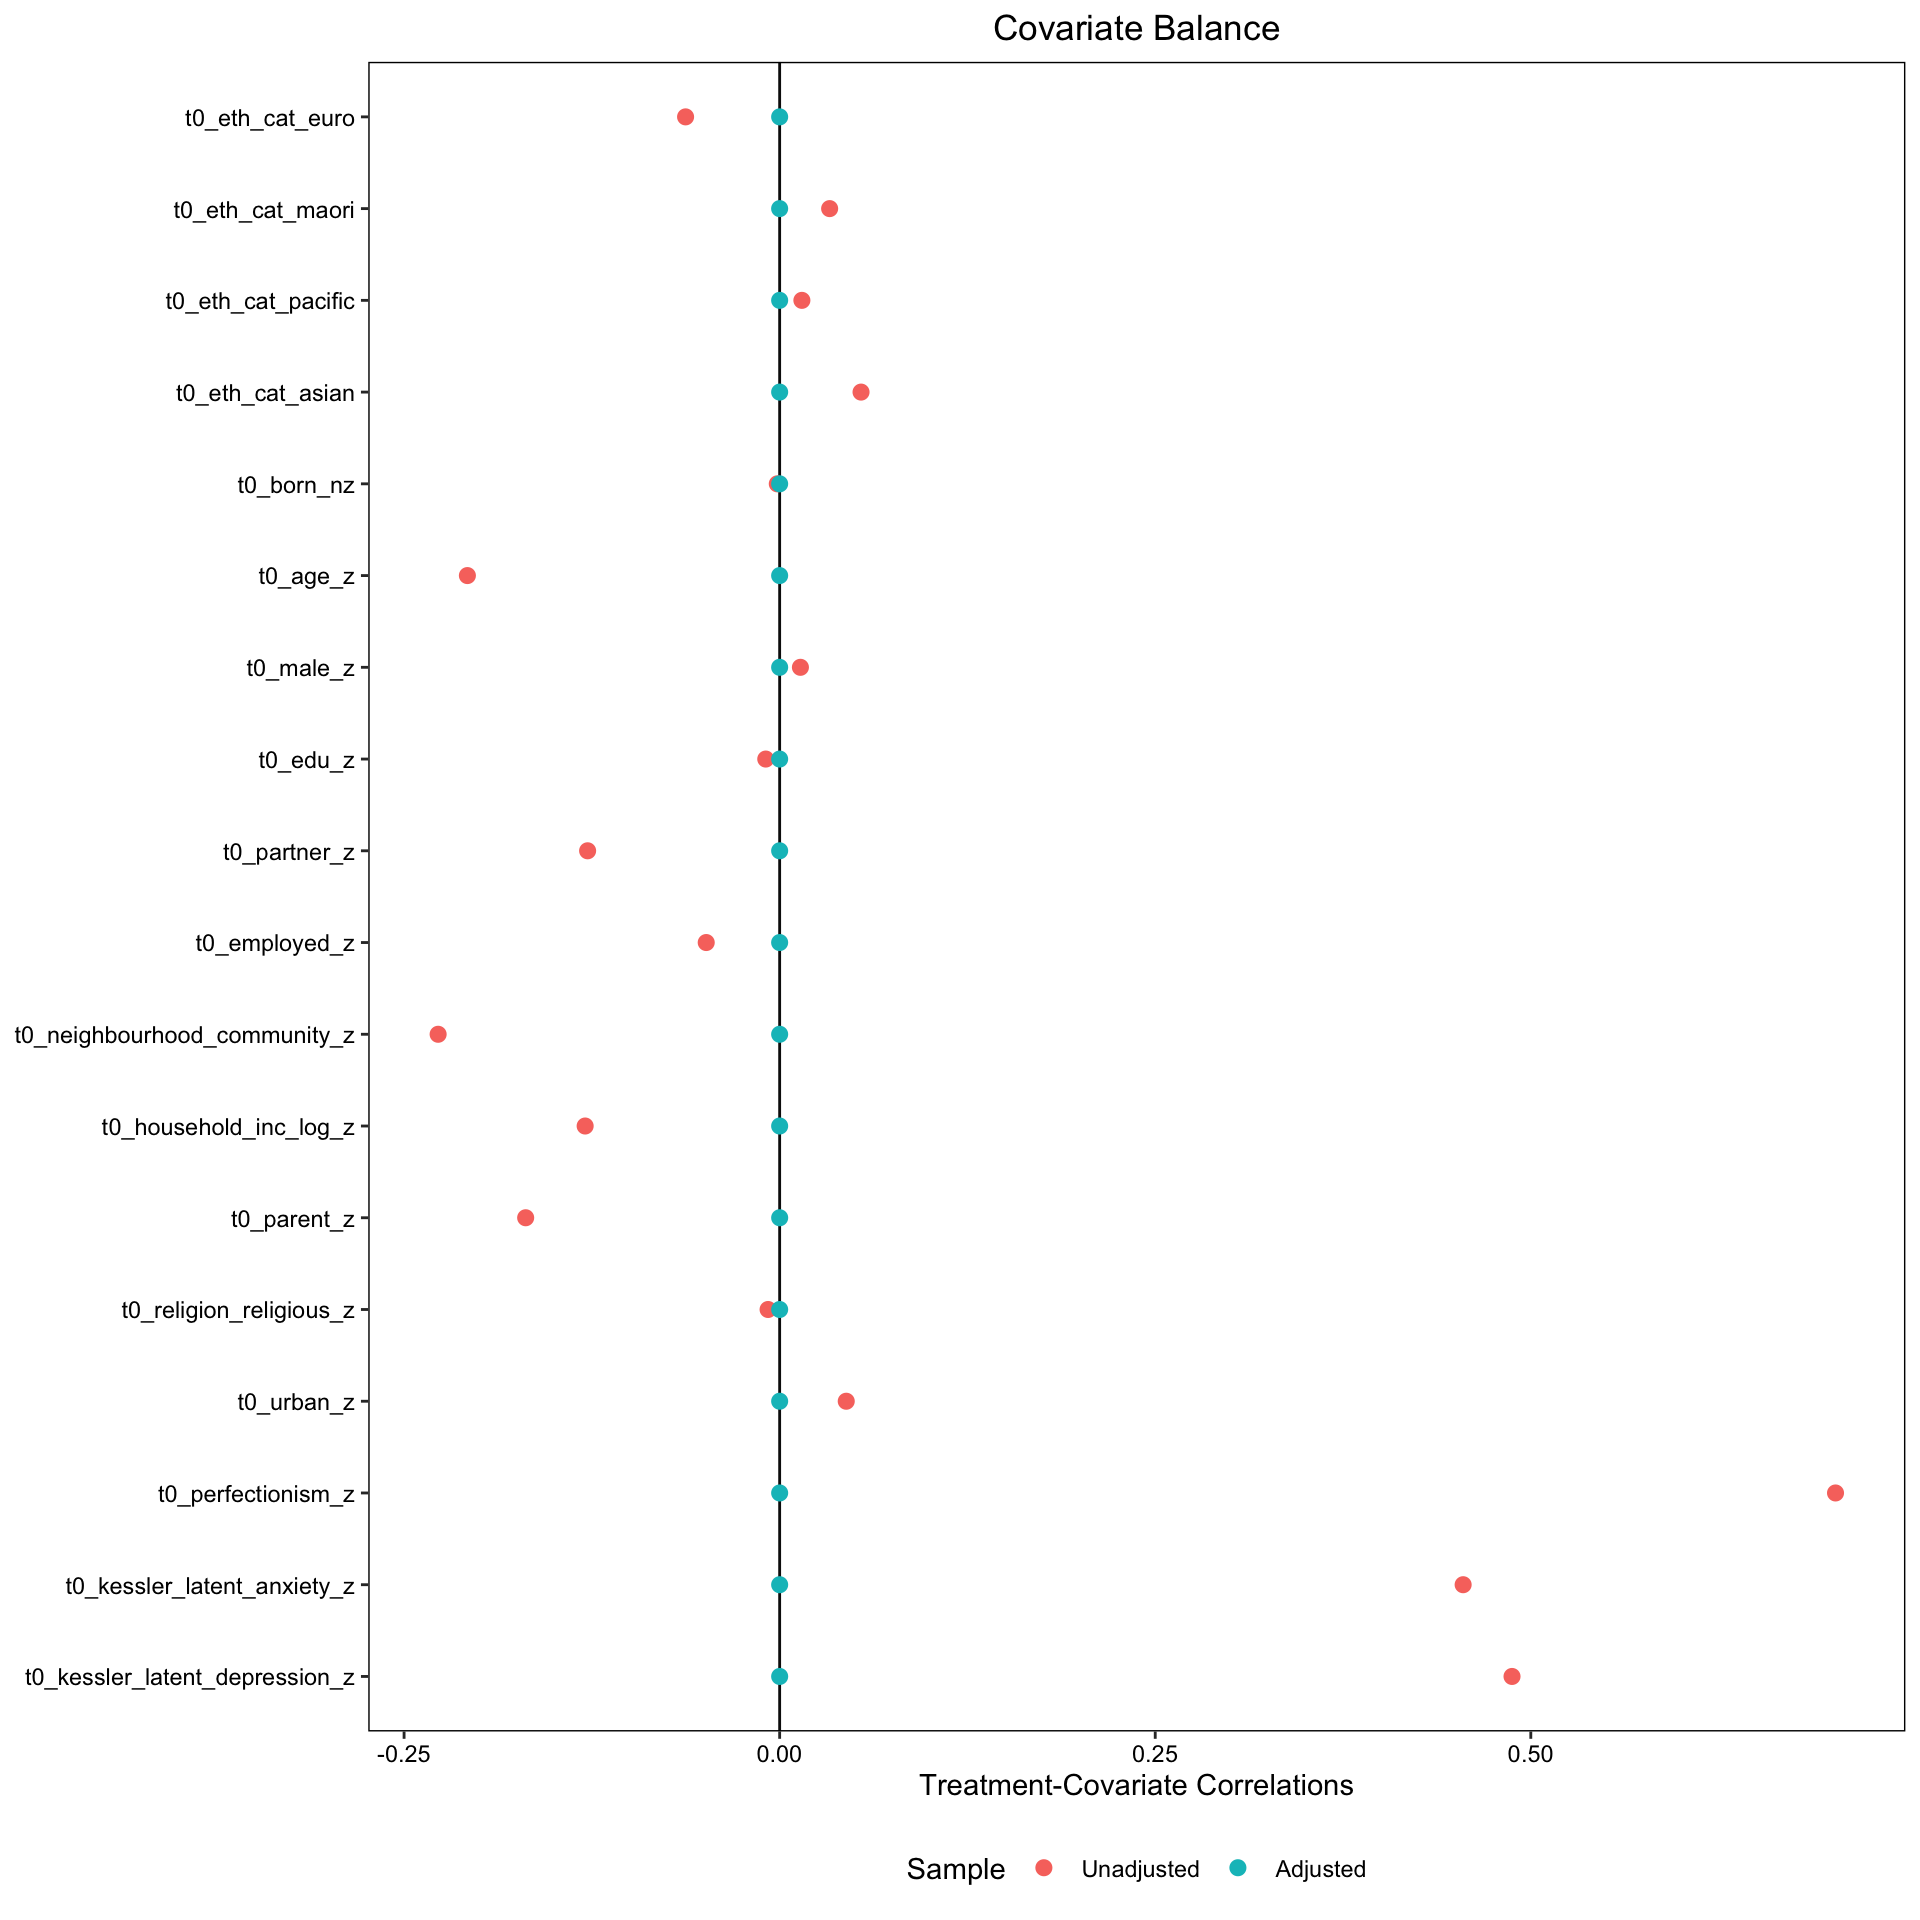 Covariate Balance
t0_eth_cat_euro
t0_eth_cat_maori
t0_eth_cat_pacific
t0_eth_cat_asian
t0_born_nz
t0_age_z
t0_male_z
t0_edu_z
t0_partner_z
t0_employed_z
t0_neighbourhood_community_z
t0_household_inc_log_z
t0_parent_z
t0_religion_religious_z
t0_urban_z
t0_perfectionism_z
t0_kessler_latent_anxiety_z
t0_kessler_latent_depression_z
-0.25 0.00 0.25 0.50
Treatment-Covariate Correlations
Sample Unadjusted Adjusted